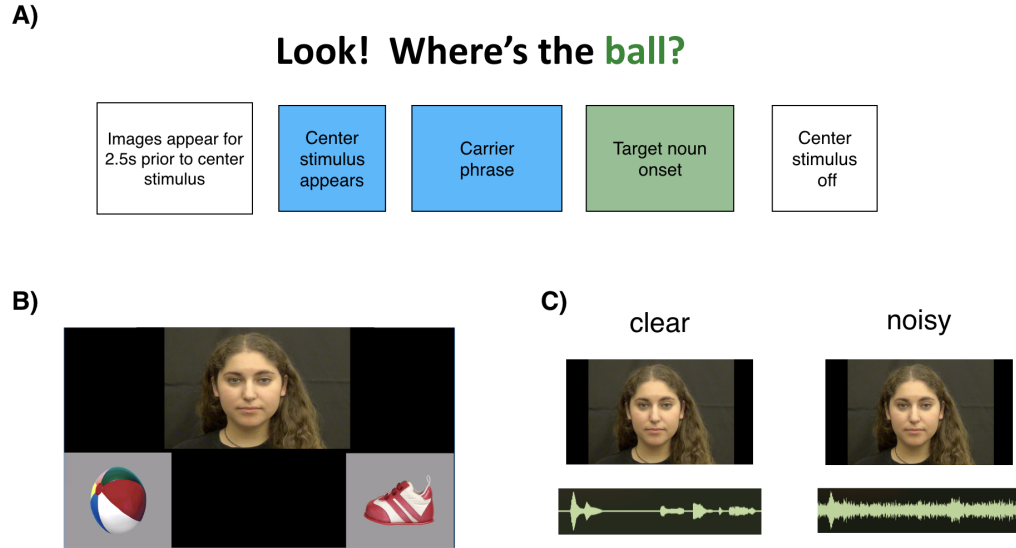 A)
Look!  Where's the ball?
Images appear for
2.5s prior to center
stimulus
Center
stimulus
appears
Carrier
phrase
Target noun
onset
Center
stimulus
off
B)
C)
clear
noisy